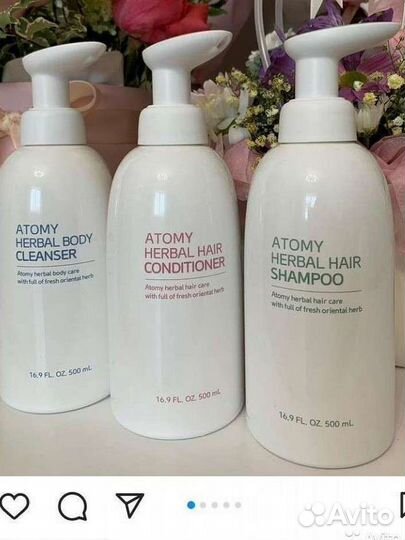 ATOMY
HERBAL BODY
CLEANSER
Atomy herbal body care
with full of fresh oriental herb
16.9 FL. OZ. 500 mL
ATOMY
HERBAL HAIR
CONDITIONER
Atomy herbal hair care
with full of fresh oriental herb
16.9 FL. OZ. 500 mL
ATOMY
HERBAL HAIR
SHAMPOO
Atomy herbal hair care
with full of fresh oriental herb
16.9 FL. OZ. 500 mL
Avito